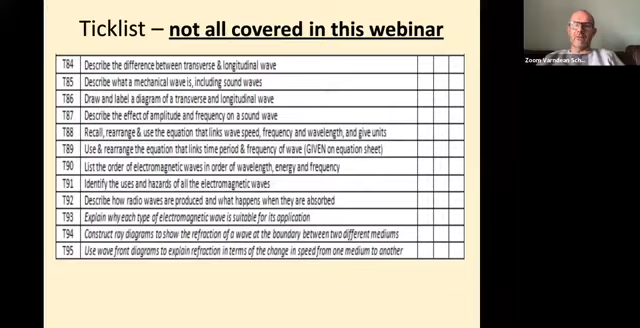 Ticklist – not all covered in this webinar
T84 Describe the difference between transverse & longitudinal wave
T85 Describe what a mechanical wave is, including sound waves
T86 Draw and label a diagram of a transverse and longitudinal wave
T87 Describe the effect of amplitude and frequency on a sound wave
T88 Recall, rearrange & use the equation that links wave speed, frequency and wavelength, and give units
T89 Use & rearrange the equation that links time period & frequency of wave (GIVEN on equation sheet)
T90 List the order of electromagnetic waves in order of wavelength, energy and frequency
T91 Identify the uses and hazards of all the electromagnetic waves
T92 Describe how radio waves are produced and what happens when they are absorbed
T93 Explain why each type of electromagnetic wave is suitable for its application
T94 Construct ray diagrams to show the refraction of a wave at the boundary between two different mediums
T95 Use wave front diagrams to explain refraction in terms of the change in speed from one medium to another
Zoom Varndean Sch...